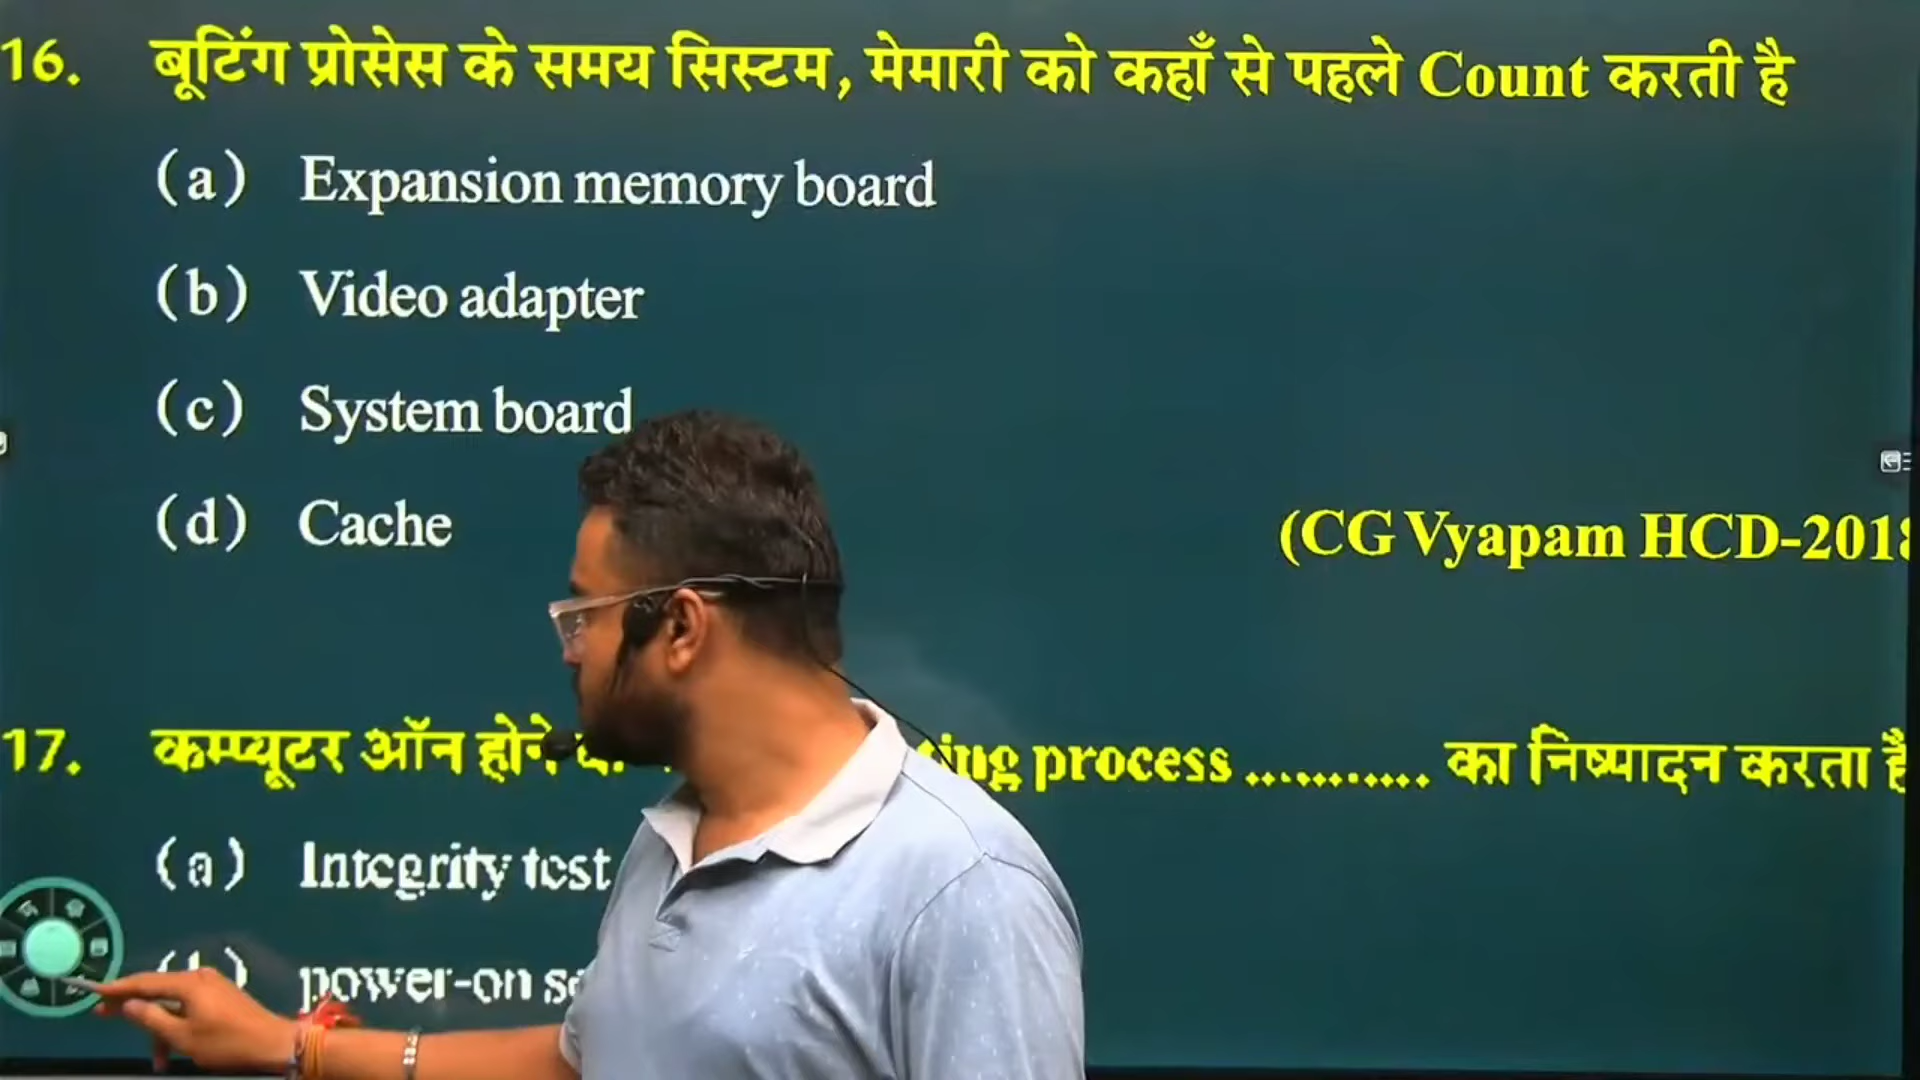 16. बूटिंग प्रोसेस के समय सिस्टम, मेमारी को कहाँ से पहले Count करती है
(a) Expansion memory board
(b) Video adapter
(c) System board
(d) Cache
(CG Vyapam HCD-2018
17. कम्प्यूटर ऑन होने process ............ का निष्पादन करता है
(a) Integrity test
(b) power-on